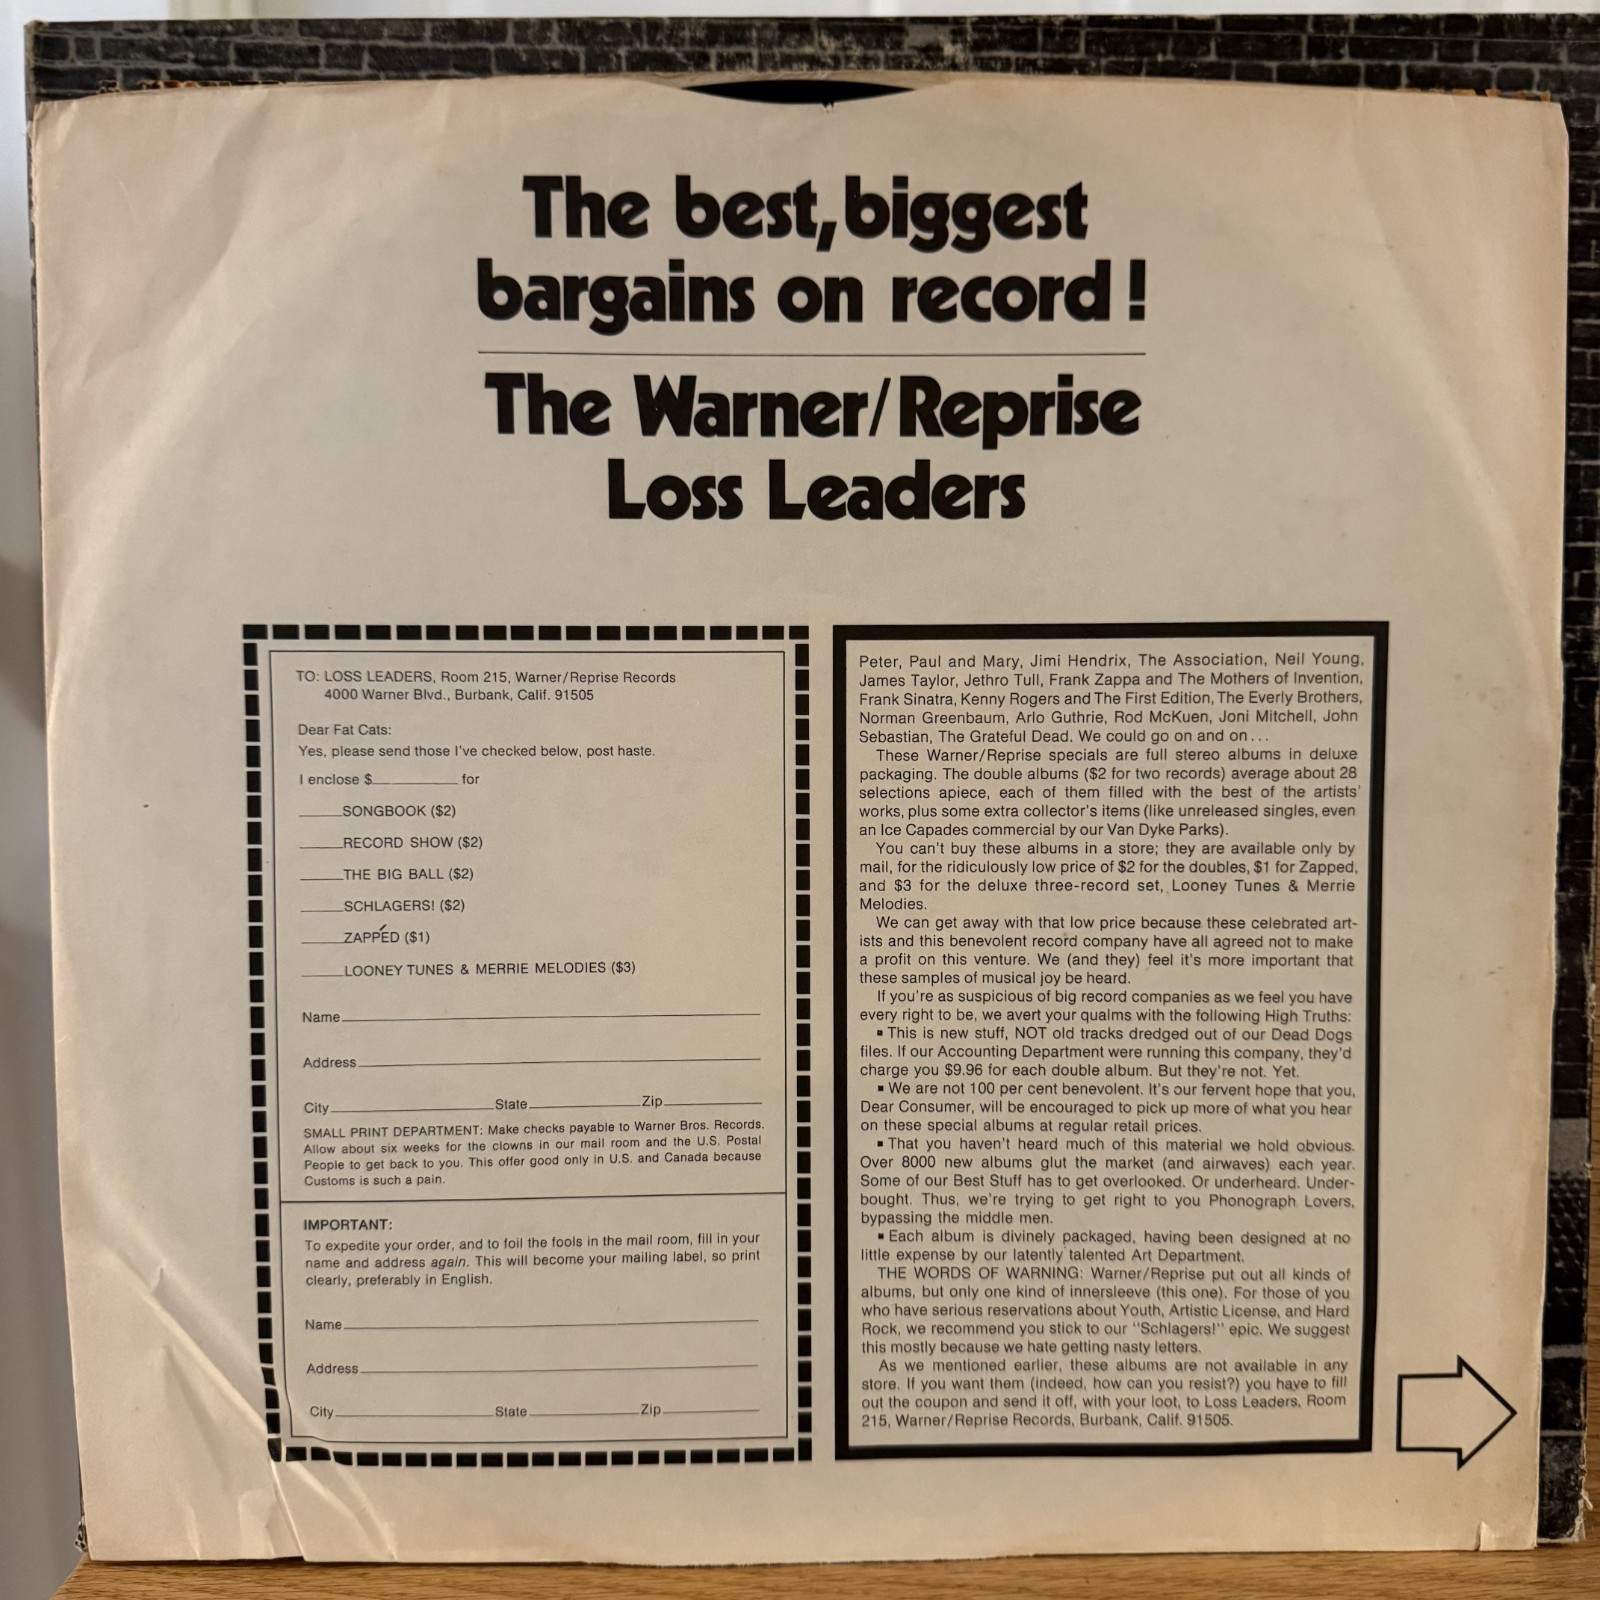 The best, biggest
bargains on record!
The Warner/Reprise
Loss Leaders
TO: LOSS LEADERS, Room 215, Warner/Reprise Records
4000 Warner Blvd., Burbank, Calif. 91505
Dear Fat Cats:
Yes, please send those I've checked below, post haste.
I enclose $__________ for
_____SONGBOOK ($2)
_____RECORD SHOW ($2)
_____THE BIG BALL ($2)
_____SCHLAGERS! ($2)
_____ZAPPED ($1)
_____LOONEY TUNES & MERRIE MELODIES ($3)
Name
Address
City State Zip
SMALL PRINT DEPARTMENT: Make checks payable to Warner Bros. Records.
Allow about six weeks for the clowns in our mail room and the U.S. Postal
People to get back to you. This offer good only in U.S. and Canada because
Customs is such a pain.
IMPORTANT:
To expedite your order, and to foil the fools in the mail room, fill in your
name and address again. This will become your mailing label, so print
clearly, preferably in English.
Name
Address
City State Zip
Peter, Paul and Mary, Jimi Hendrix, The Association, Neil Young,
James Taylor, Jethro Tull, Frank Zappa and The Mothers of Invention,
Frank Sinatra, Kenny Rogers and The First Edition, The Everly Brothers,
Norman Greenbaum, Arlo Guthrie, Rod McKuen, Joni Mitchell, John
Sebastian, The Grateful Dead. We could go on and on...
These Warner/Reprise specials are full stereo albums in deluxe
packaging. The double albums ($2 for two records) average about 28
selections apiece, each of them filled with the best of the artists'
works, plus some extra collector's items (like unreleased singles, even
an Ice Capades commercial by our Van Dyke Parks).
You can't buy these albums in a store; they are available only by
mail, for the ridiculously low price of $2 for the doubles, $1 for Zapped,
and $3 for the deluxe three-record set, Looney Tunes & Merrie
Melodies.
We can get away with that low price because these celebrated art-
ists and this benevolent record company have all agreed not to make
a profit on this venture. We (and they) feel it's more important that
these samples of musical joy be heard.
If you're as suspicious of big record companies as we feel you have
every right to be, we avert your qualms with the following High Truths:
▪ This is new stuff, NOT old tracks dredged out of our Dead Dogs
files. If our Accounting Department were running this company, they'd
charge you $9.96 for each double album. But they're not. Yet.
▪ We are not 100 per cent benevolent. It's our fervent hope that you,
Dear Consumer, will be encouraged to pick up more of what you hear
on these special albums at regular retail prices.
▪ That you haven't heard much of this material we hold obvious.
Over 8000 new albums glut the market (and airwaves) each year.
Some of our Best Stuff has to get overlooked. Or underheard. Under-
bought. Thus, we're trying to get right to you Phonograph Lovers,
bypassing the middle men.
▪ Each album is divinely packaged, having been designed at no
little expense by our latently talented Art Department.
THE WORDS OF WARNING: Warner/Reprise put out all kinds of
albums, but only one kind of innersleeve (this one). For those of you
who have serious reservations about Youth, Artistic License, and Hard
Rock, we recommend you stick to our "Schlagers!" epic. We suggest
this mostly because we hate getting nasty letters.
As we mentioned earlier, these albums are not available in any
store. If you want them (indeed, how can you resist?) you have to fill
out the coupon and send it off, with your loot, to Loss Leaders, Room
215, Warner/Reprise Records, Burbank, Calif. 91505.